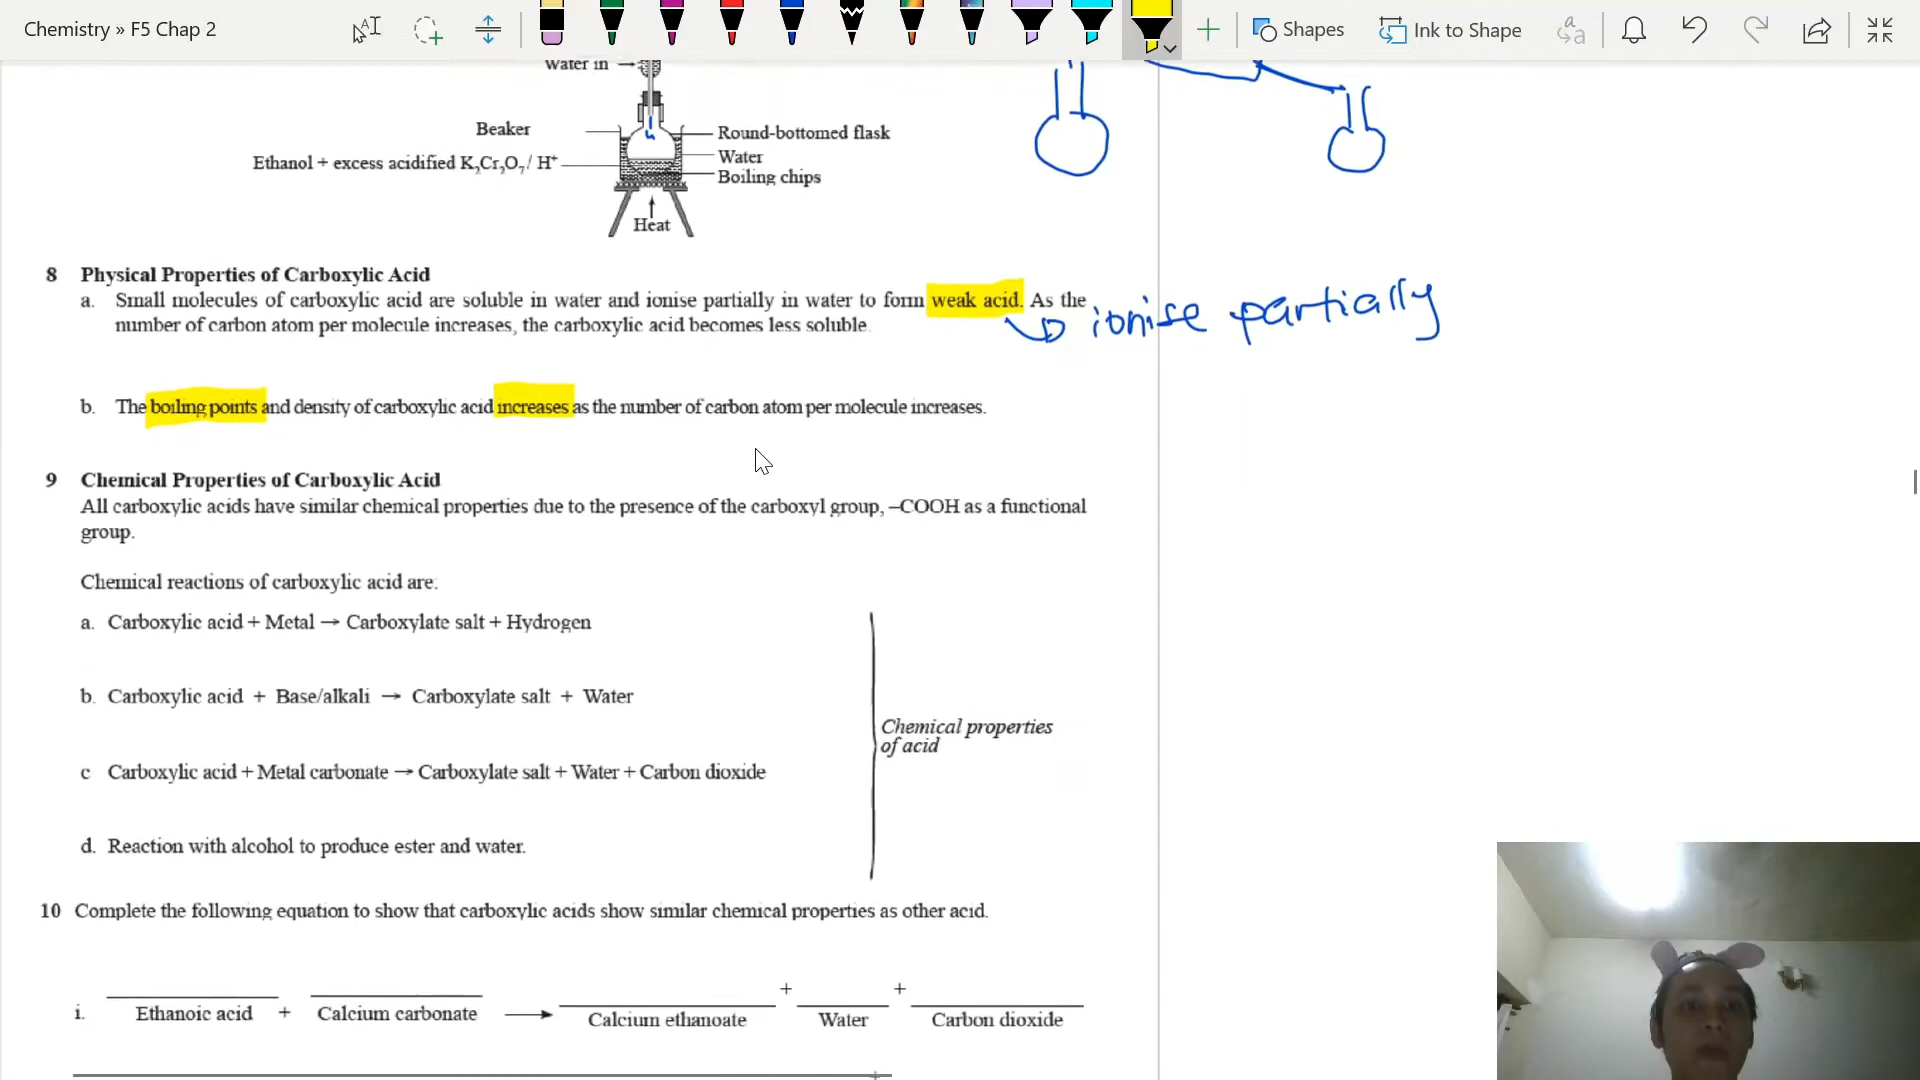 Chemistry » F5 Chap 2
Shapes
Ink to Shape
Water in
Beaker
Round-bottomed flask
Ethanol + excess acidified K₂Cr₂O₇/ H⁺
Water
Boiling chips
Heat
8 Physical Properties of Carboxylic Acid
a. Small molecules of carboxylic acid are soluble in water and ionise partially in water to form weak acid. As the
number of carbon atom per molecule increases, the carboxylic acid becomes less soluble.
ionise partially
b. The boiling points and density of carboxylic acid increases as the number of carbon atom per molecule increases.
9 Chemical Properties of Carboxylic Acid
All carboxylic acids have similar chemical properties due to the presence of the carboxyl group, –COOH as a functional
group.
Chemical reactions of carboxylic acid are:
a. Carboxylic acid + Metal → Carboxylate salt + Hydrogen
b. Carboxylic acid + Base/alkali → Carboxylate salt + Water
Chemical properties
of acid
c Carboxylic acid + Metal carbonate → Carboxylate salt + Water + Carbon dioxide
d. Reaction with alcohol to produce ester and water.
10 Complete the following equation to show that carboxylic acids show similar chemical properties as other acid.
+ +
i. Ethanoic acid + Calcium carbonate → Calcium ethanoate Water Carbon dioxide